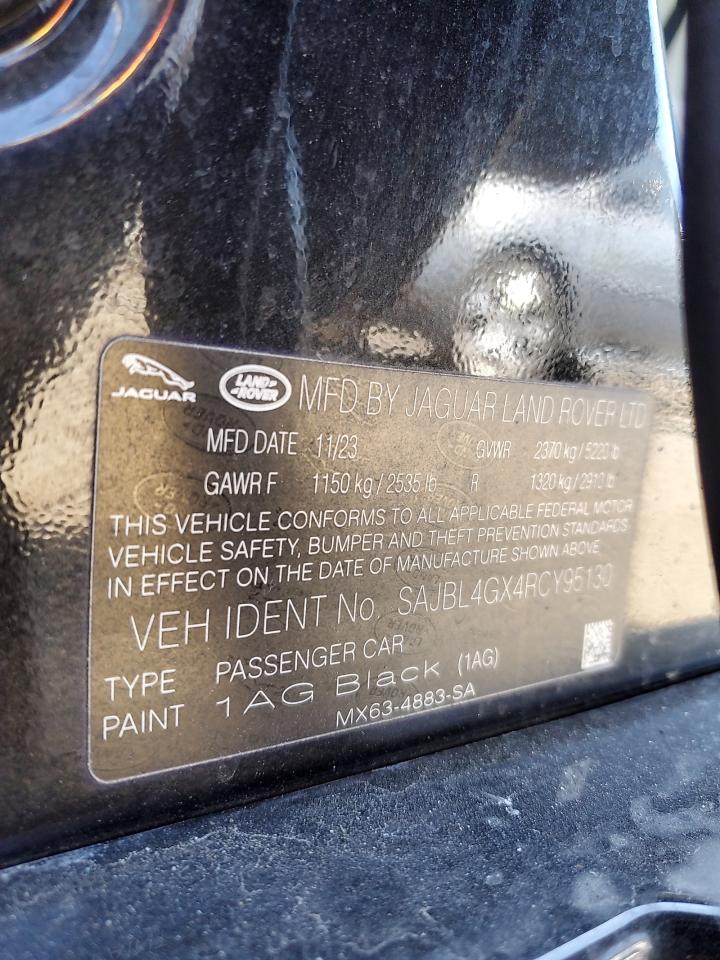 JAGUAR LAND ROVER MFD BY JAGUAR LAND ROVER LTD
MFD DATE 11/23 GVWR 2370 kg / 5220 lb
GAWR F 1150 kg / 2535 lb R 1320 kg / 2910 lb
THIS VEHICLE CONFORMS TO ALL APPLICABLE FEDERAL MOTOR
VEHICLE SAFETY, BUMPER AND THEFT PREVENTION STANDARDS
IN EFFECT ON THE DATE OF MANUFACTURE SHOWN ABOVE
VEH IDENT No. SAJBL4GX4RCY95130
TYPE PASSENGER CAR
PAINT 1AG Black (1AG)
MX63-4883-SA